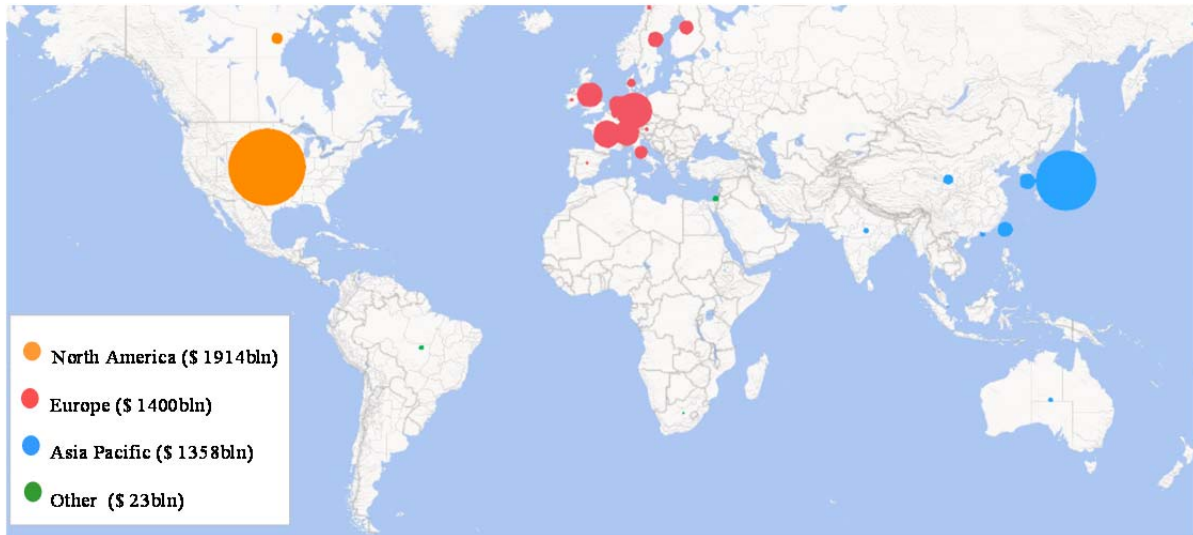 North America ($ 1914bln)
Europe ($ 1400bln)
Asia Pacific ($ 1358bln)
Other ($ 23bln)